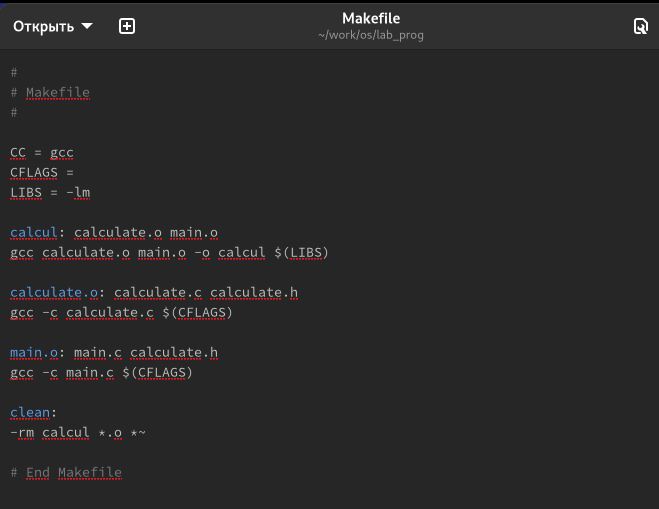 Открыть
Makefile
~/work/os/lab_prog
#
# Makefile
#
CC = gcc
CFLAGS =
LIBS = -lm
calcul: calculate.o main.o
gcc calculate.o main.o -o calcul $(LIBS)
calculate.o: calculate.c calculate.h
gcc -c calculate.c $(CFLAGS)
main.o: main.c calculate.h
gcc -c main.c $(CFLAGS)
clean:
-rm calcul *.o *~
# End Makefile